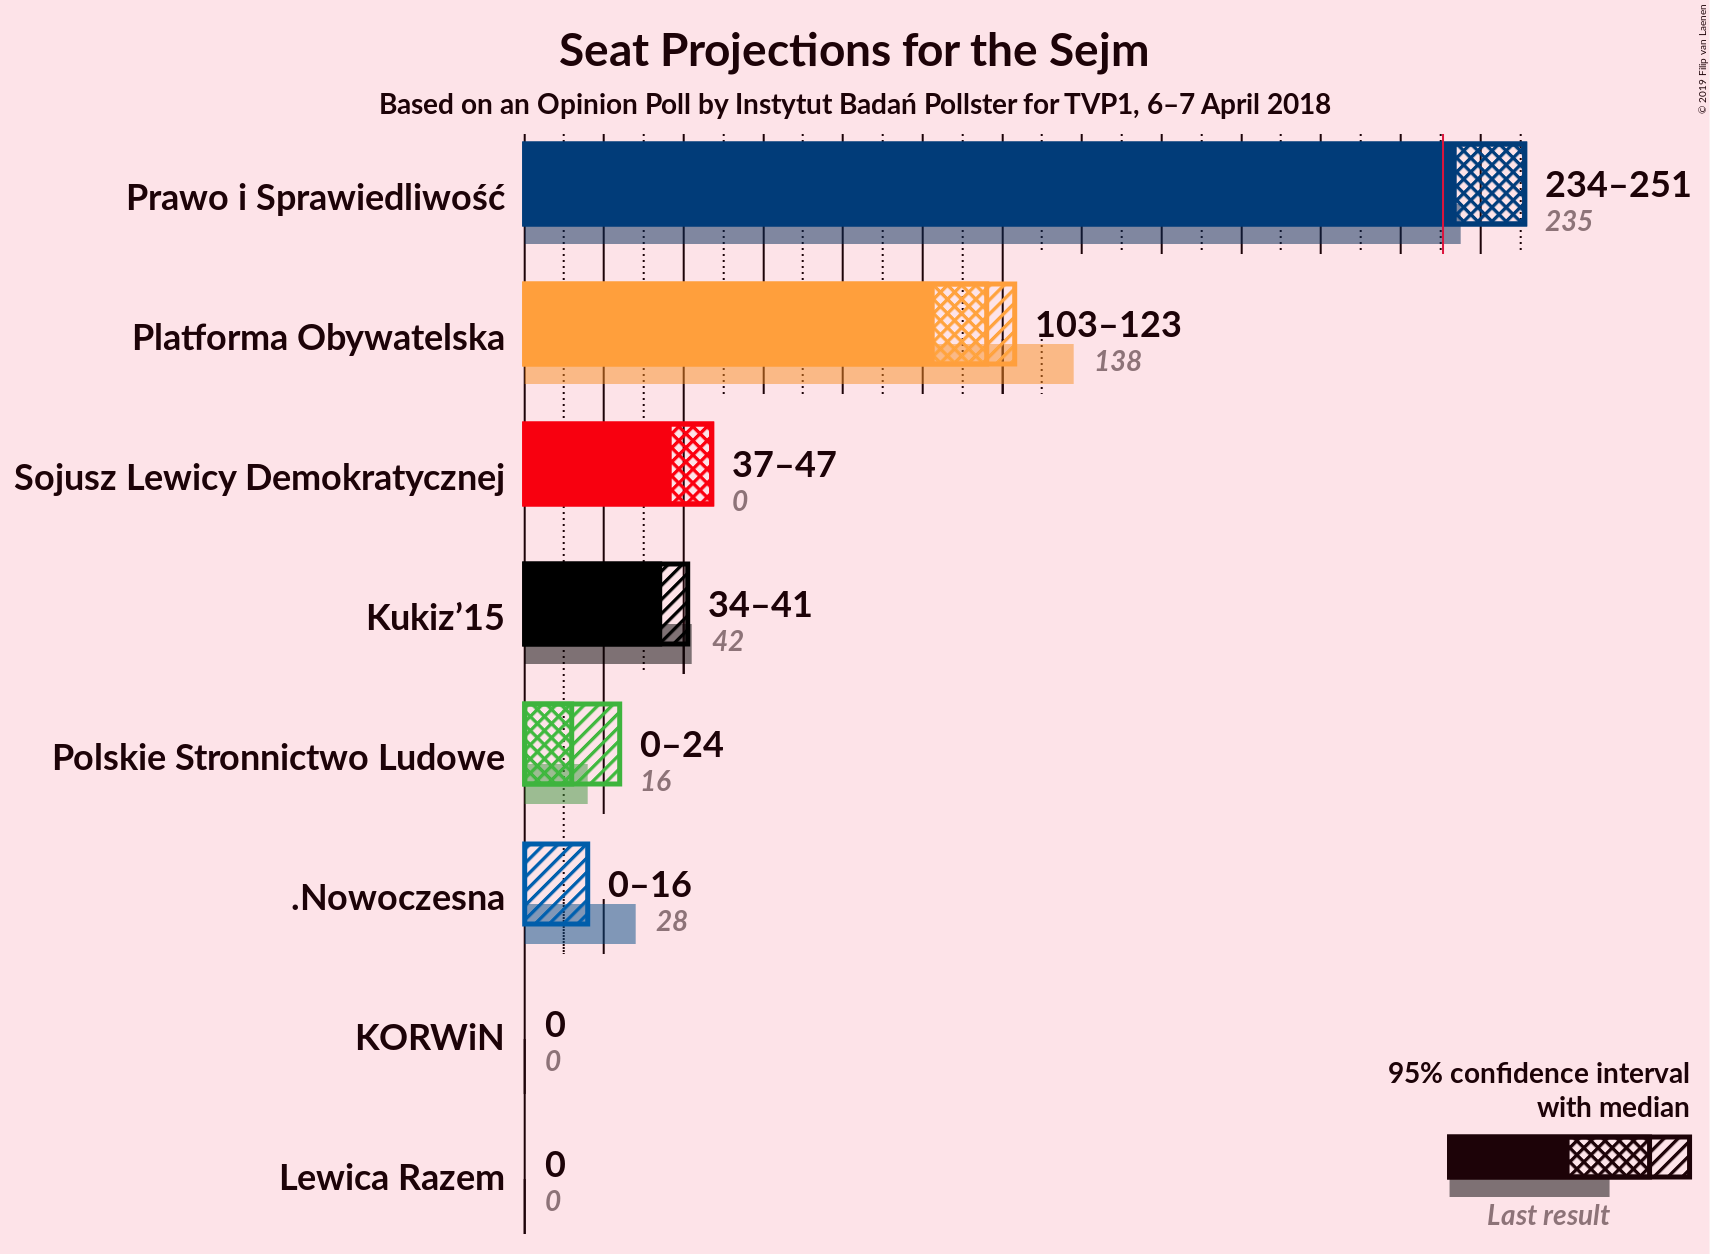 Seat Projections for the Sejm
Based on an Opinion Poll by Instytut Badań Pollster for TVP1, 6–7 April 2018
© 2019 Filip van Laenen
Prawo i Sprawiedliwość
234–251
235
Platforma Obywatelska
103–123
138
Sojusz Lewicy Demokratycznej
37–47
0
Kukiz’15
34–41
42
Polskie Stronnictwo Ludowe
0–24
16
.Nowoczesna
0–16
28
KORWiN
0
0
Lewica Razem
0
0
95% confidence interval
with median
Last result